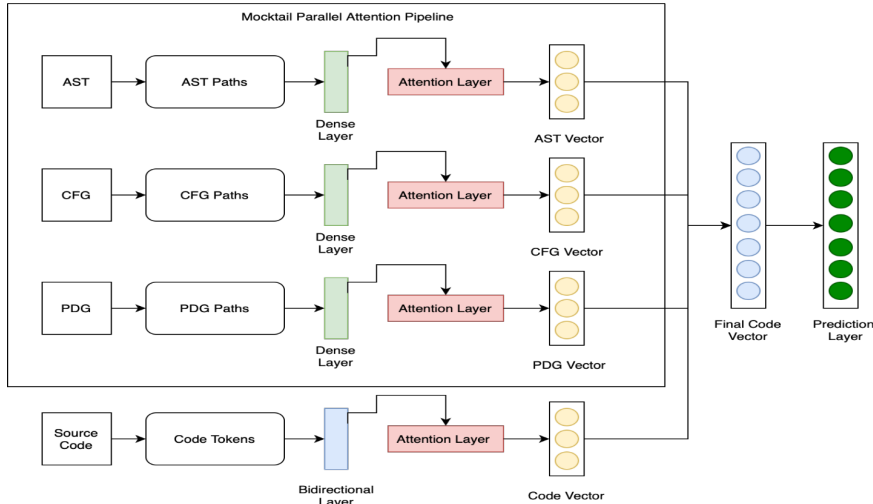 Mocktail Parallel Attention Pipeline
AST
AST Paths
Dense
Layer
Attention Layer
AST Vector
CFG
CFG Paths
Dense
Layer
Attention Layer
CFG Vector
PDG
PDG Paths
Dense
Layer
Attention Layer
PDG Vector
Source
Code
Code Tokens
Bidirectional
Layer
Attention Layer
Code Vector
Final Code
Vector
Prediction
Layer